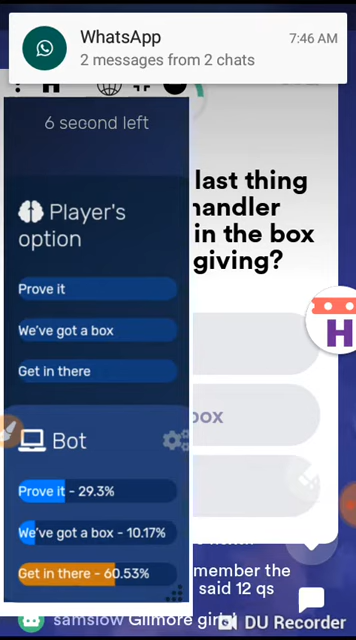 WhatsApp
7:46 AM
2 messages from 2 chats
H
6 second left
last thing
handler
in the box
giving?
Player's
option
Prove it
We've got a box
Get in there
H
box
Bot
Prove it - 29.3%
We've got a box - 10.17%
Get in there - 60.53%
member the
said 12 qs
samslow Gilmore girls!
DU Recorder